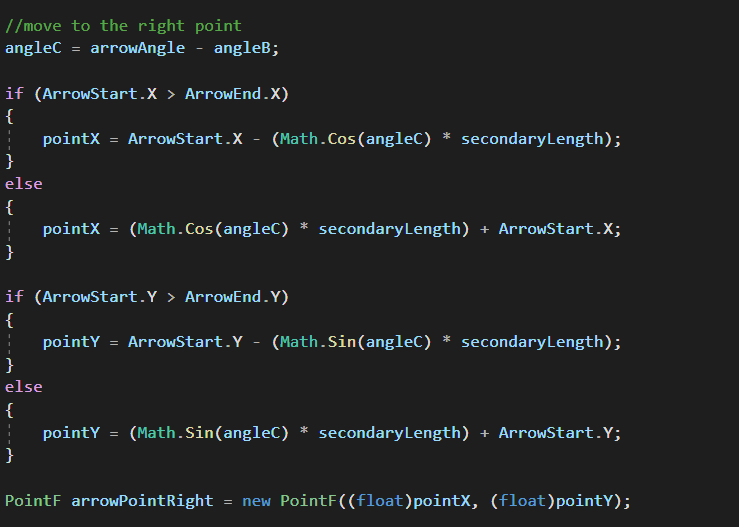 //move to the right point
angleC = arrowAngle - angleB;
if (ArrowStart.X > ArrowEnd.X)
{
pointX = ArrowStart.X - (Math.Cos(angleC) * secondaryLength);
}
else
{
pointX = (Math.Cos(angleC) * secondaryLength) + ArrowStart.X;
}
if (ArrowStart.Y > ArrowEnd.Y)
{
pointY = ArrowStart.Y - (Math.Sin(angleC) * secondaryLength);
}
else
{
pointY = (Math.Sin(angleC) * secondaryLength) + ArrowStart.Y;
}
PointF arrowPointRight = new PointF((float)pointX, (float)pointY);